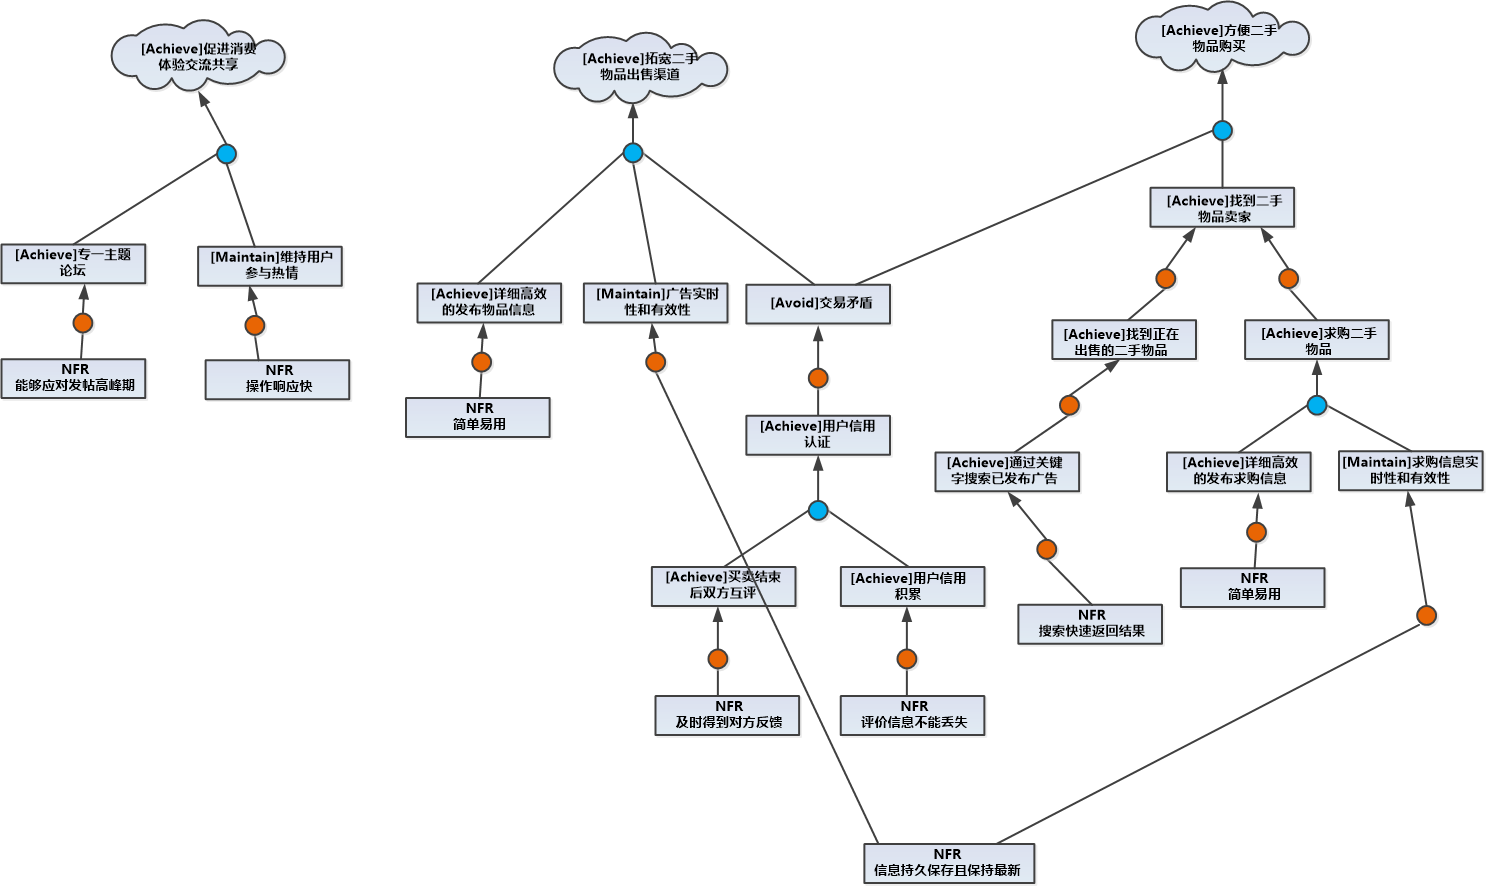 [Achieve]促进消费
体验交流共享
[Achieve]拓宽二手
物品出售渠道
[Achieve]方便二手
物品购买
[Achieve]找到二手
物品卖家
[Achieve]专一主题
论坛
[Maintain]维持用户
参与热情
[Achieve]详细高效
的发布物品信息
[Maintain]广告实时
性和有效性
[Avoid]交易矛盾
[Achieve]找到正在
出售的二手物品
[Achieve]求购二手
物品
NFR
能够应对发帖高峰期
NFR
操作响应快
NFR
简单易用
[Achieve]用户信用
认证
[Achieve]通过关键
字搜索已发布广告
[Achieve]详细高效
的发布求购信息
[Maintain]求购信息实
时性和有效性
[Achieve]买卖结束
后双方互评
[Achieve]用户信用
积累
NFR
搜索快速返回结果
NFR
简单易用
NFR
及时得到对方反馈
NFR
评价信息不能丢失
NFR
信息持久保存且保持最新